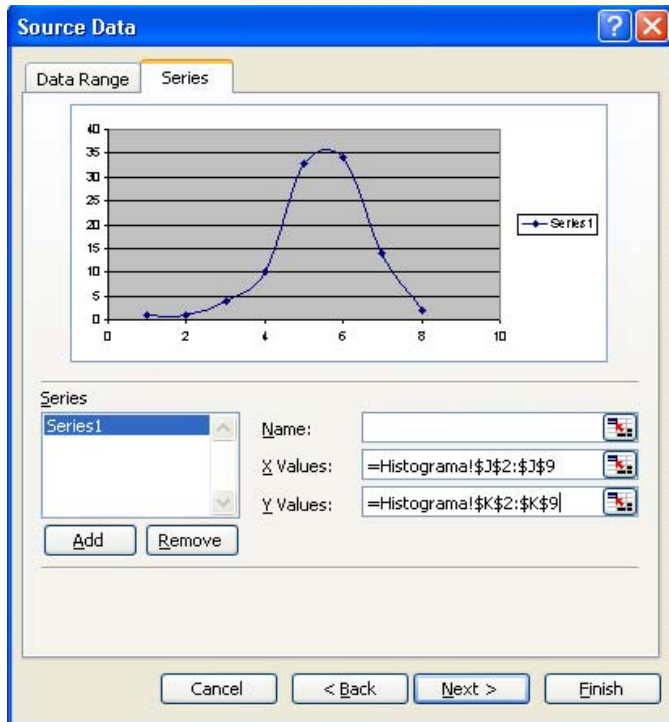 Source Data
Data Range Series
40
35
30
25
20
15
10
5
0
0 2 4 6 8 10
Series1
Series
Series1
Name:
X Values: =Histograma!$J$2:$J$9
Y Values: =Histograma!$K$2:$K$9
Add Remove
Cancel < Back Next > Finish